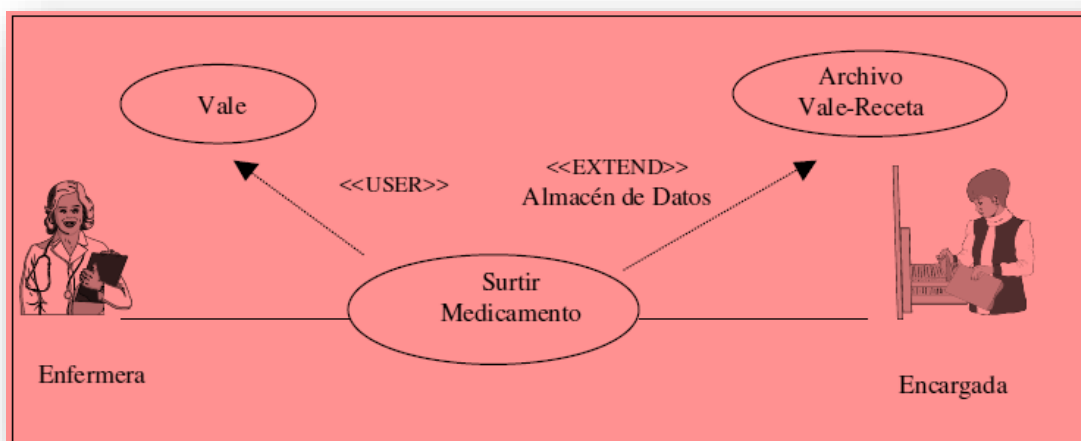 Vale
Archivo
Vale-Receta
<<USER>>
<<EXTEND>>
Almacén de Datos
Surtir
Medicamento
Enfermera
Encargada